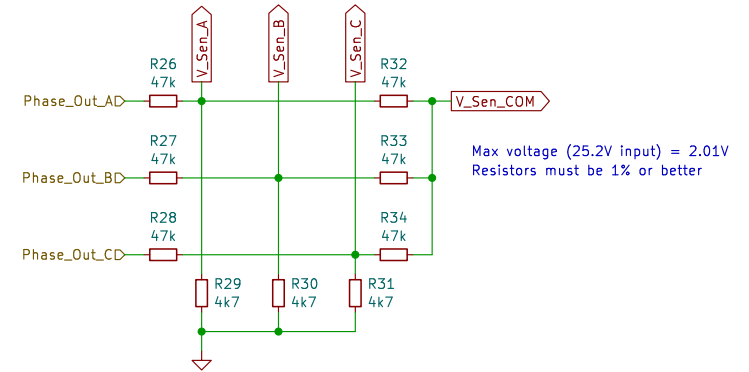 V_Sen_A
V_Sen_B
V_Sen_C
R26
47k
R32
47k
Phase_Out_A
V_Sen_COM
R27
47k
R33
47k
Max voltage (25.2V input) = 2.01V
Resistors must be 1% or better
Phase_Out_B
R28
47k
R34
47k
Phase_Out_C
R29
4k7
R30
4k7
R31
4k7